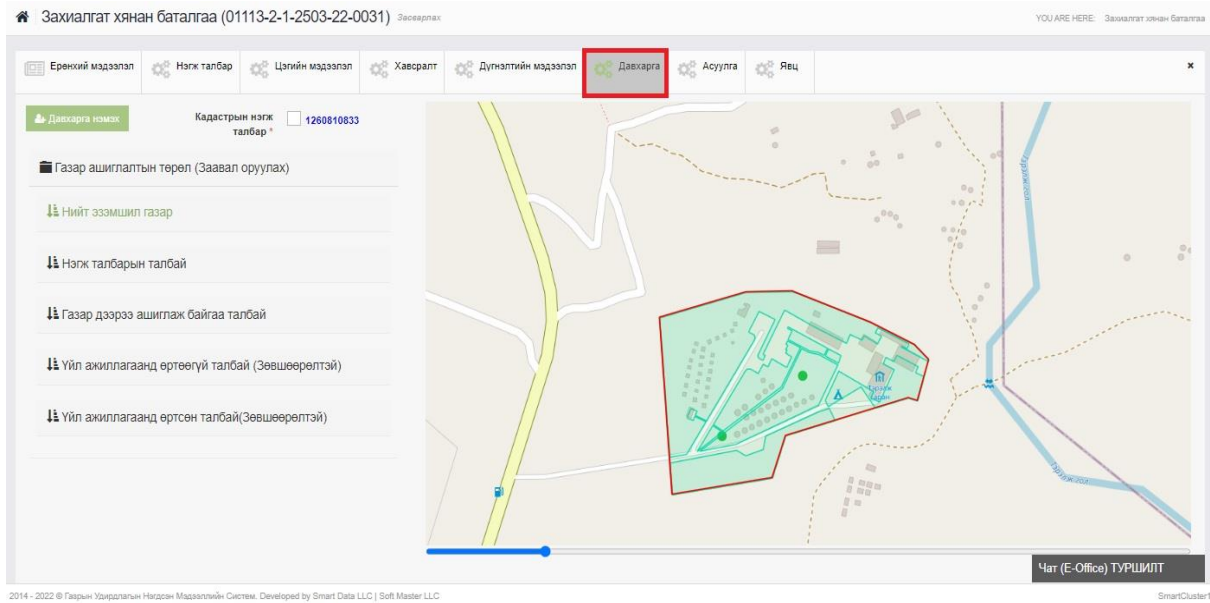 Захиалгат хянан баталгаа (01113-2-1-2503-22-0031) Засварлах
YOU ARE HERE: Захиалгат хянан баталгаа
Ерөнхий мэдээлэл Нэгж талбар Цэгийн мэдээлэл Хавсралт Дүгнэлтийн мэдээлэл Давхарга Асуулга Явц ×
Давхарга нэмэх
Кадастрын нэгж
талбар * 1260810833
Газар ашиглалтын төрөл (Заавал оруулах)
Нийт эзэмшил газар
Нэгж талбарын талбай
Газар дээрээ ашиглаж байгаа талбай
Үйл ажиллагаанд өртөөгүй талбай (Зөвшөөрөлтэй)
Үйл ажиллагаанд өртсөн талбай(Зөвшөөрөлтэй)
Тэрэлж гол
Тэрэлж гол
Чат (E-Office) ТУРШИЛТ
2014 - 2022 © Газрын Удирдлагын Нэгдсэн Мэдээллийн Систем. Developed by Smart Data LLC | Soft Master LLC
SmartCluster1